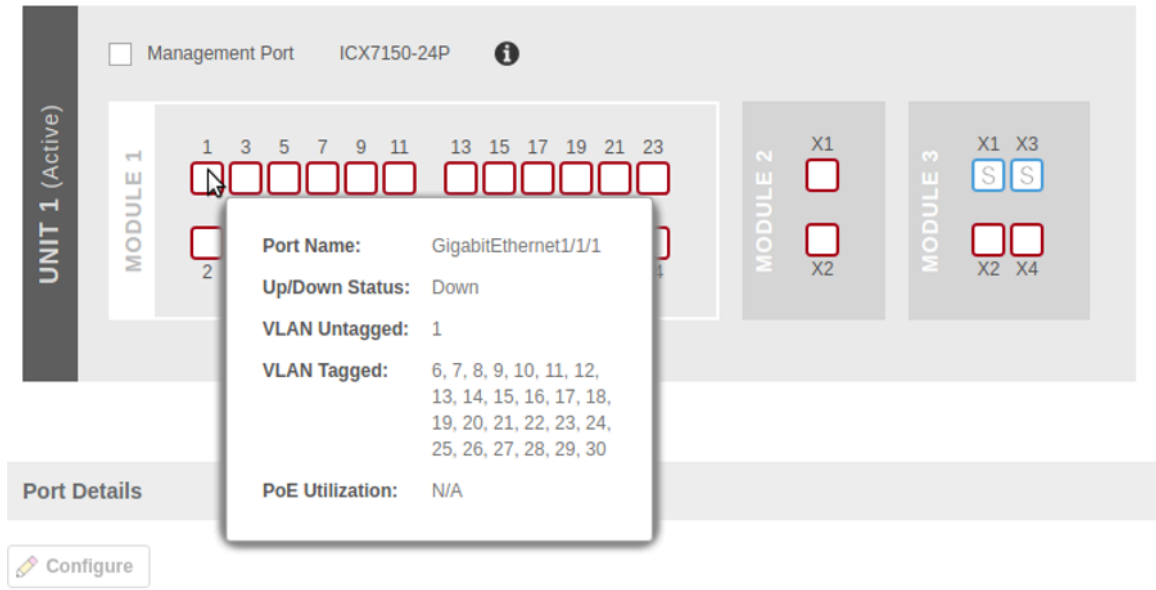 UNIT 1 (Active)
Management Port ICX7150-24P
MODULE 1
1 3 5 7 9 11 13 15 17 19 21 23
2
MODULE 2
X1
X2
MODULE 3
X1 X3
S S
X2 X4
Port Name: GigabitEthernet1/1/1
Up/Down Status: Down
VLAN Untagged: 1
VLAN Tagged: 6, 7, 8, 9, 10, 11, 12,
13, 14, 15, 16, 17, 18,
19, 20, 21, 22, 23, 24,
25, 26, 27, 28, 29, 30
PoE Utilization: N/A
Port Details
Configure